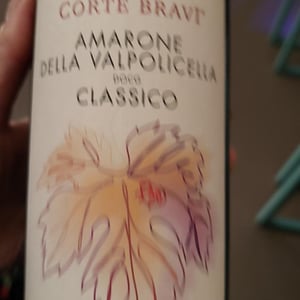 CORTE BRAVI
AMARONE
DELLA VALPOLICELLA
DOCG
CLASSICO